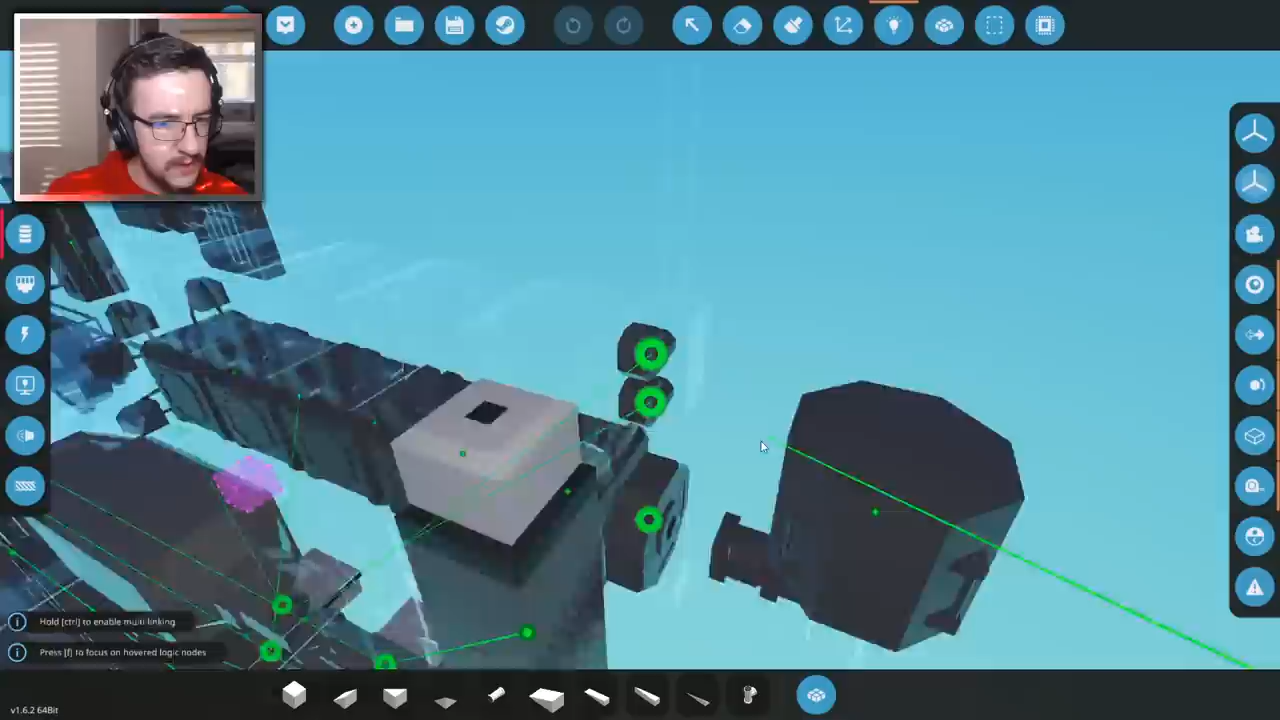 Hold [ctrl] to enable multi linking
Press [f] to focus on hovered logic nodes
v1.6.2 64Bit